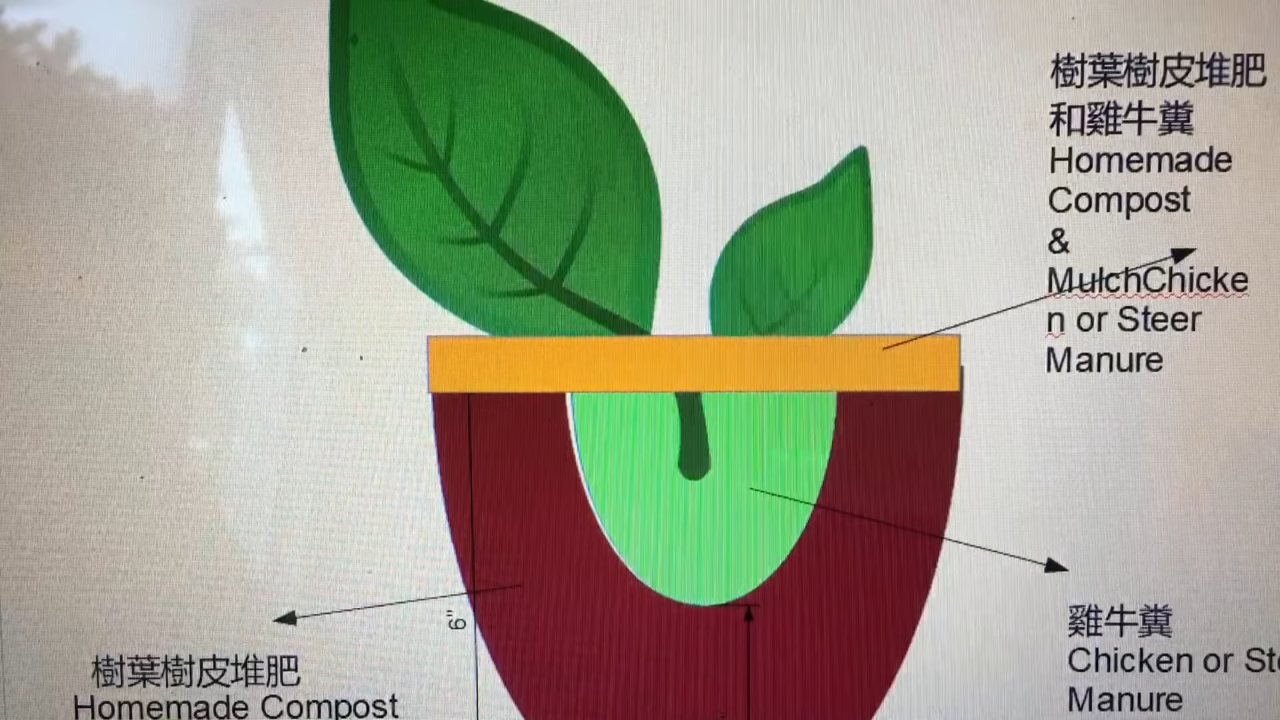 樹葉樹皮堆肥
和雞牛糞
Homemade
Compost
&
MulchChicke
n or Steer
Manure
6"
雞牛糞
Chicken or
Manure
樹葉樹皮堆肥
Homemade Compost